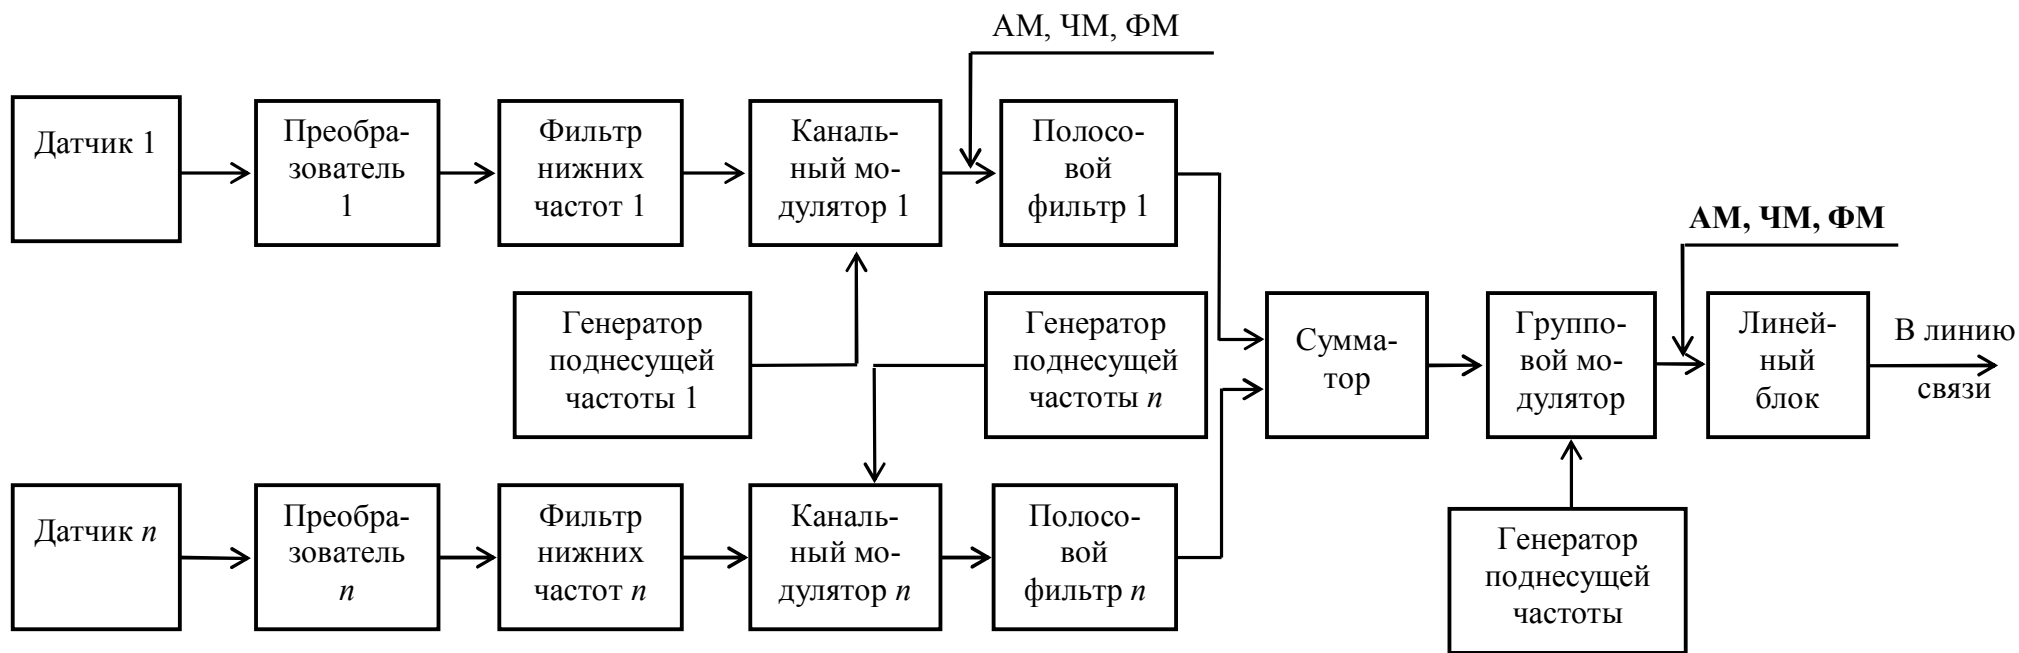 АМ, ЧМ, ФМ
Датчик 1
Преобра-
зователь
1
Фильтр
нижних
частот 1
Каналь-
ный мо-
дулятор 1
Полосо-
вой
фильтр 1
АМ, ЧМ, ФМ
Генератор
поднесущей
частоты 1
Генератор
поднесущей
частоты n
Сумма-
тор
Группо-
вой мо-
дулятор
Линей-
ный
блок
В линию
связи
Датчик n
Преобра-
зователь
n
Фильтр
нижних
частот n
Каналь-
ный мо-
дулятор n
Полосо-
вой
фильтр n
Генератор
поднесущей
частоты